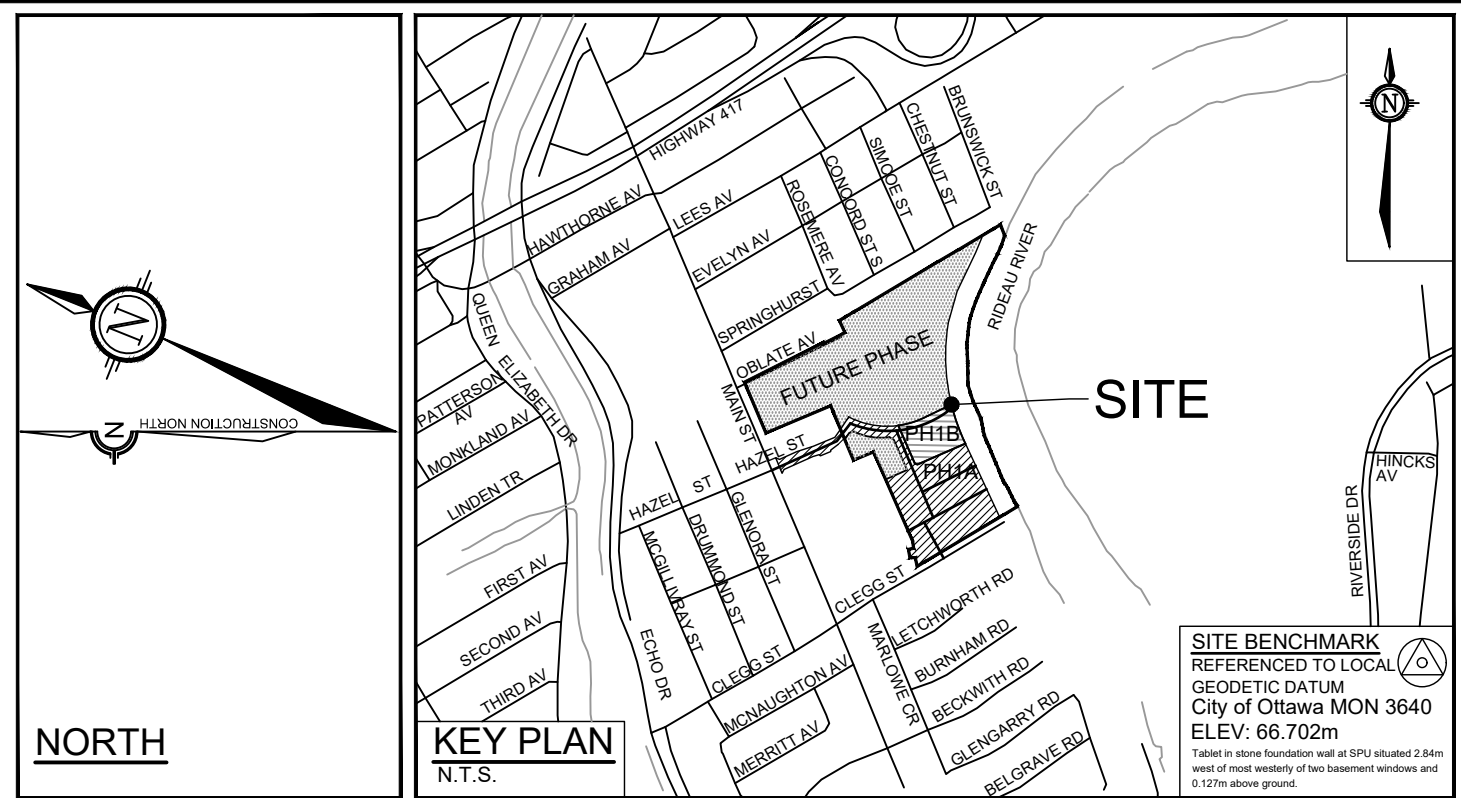 N
CONSTRUCTION NORTH
N
NORTH
HIGHWAY 417
BRUNSWICK ST
CHESTNUT ST
SIMCOE ST
CONCORD ST S
ROSEMERE AV
HAWTHORNE AV
LEES AV
GRAHAM AV
EVELYN AV
SPRINGHURST
OBLATE AV
QUEEN ELIZABETH DR
RIDEAU RIVER
FUTURE PHASE
MAIN ST
SITE
PATTERSON
AV
MONKLAND AV
LINDEN TR
HAZEL ST
HAZEL ST
PH1B
PH1A
GLENORA ST
DRUMMOND ST
MCGILLIVRAY ST
FIRST AV
SECOND AV
THIRD AV
ECHO DR
CLEGG ST
CLEGG ST
LETCHWORTH RD
BURNHAM RD
BECKWITH RD
GLENGARRY RD
BELGRAVE RD
MARLOWE CR
MCNAUGHTON AV
MERRITT AV
HINCKS
AV
RIVERSIDE DR
N
KEY PLAN
N.T.S.
SITE BENCHMARK
REFERENCED TO LOCAL
GEODETIC DATUM
City of Ottawa MON 3640
ELEV: 66.702m
Tablet in stone foundation wall at SPU situated 2.84m
west of most westerly of two basement windows and
0.127m above ground.